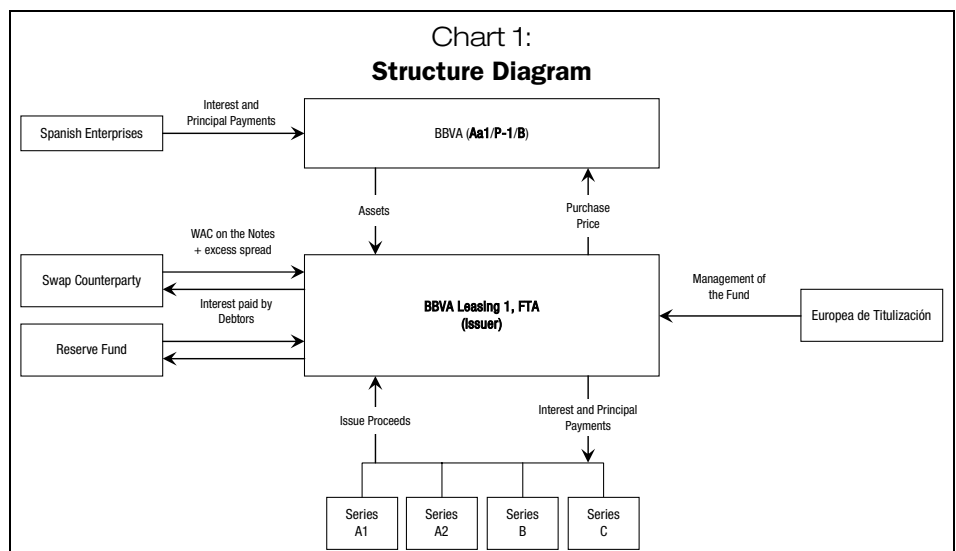 Chart 1:
Structure Diagram
Interest and
Principal Payments
Spanish Enterprises
BBVA (Aa1/P-1/B)
Assets
Purchase
Price
WAC on the Notes
+ excess spread
Swap Counterparty
Interest paid by
Debtors
Reserve Fund
BBVA Leasing 1, FTA
(Issuer)
Management of
the Fund
Europea de Titulización
Issue Proceeds
Interest and Principal
Payments
Series
A1
Series
A2
Series
B
Series
C